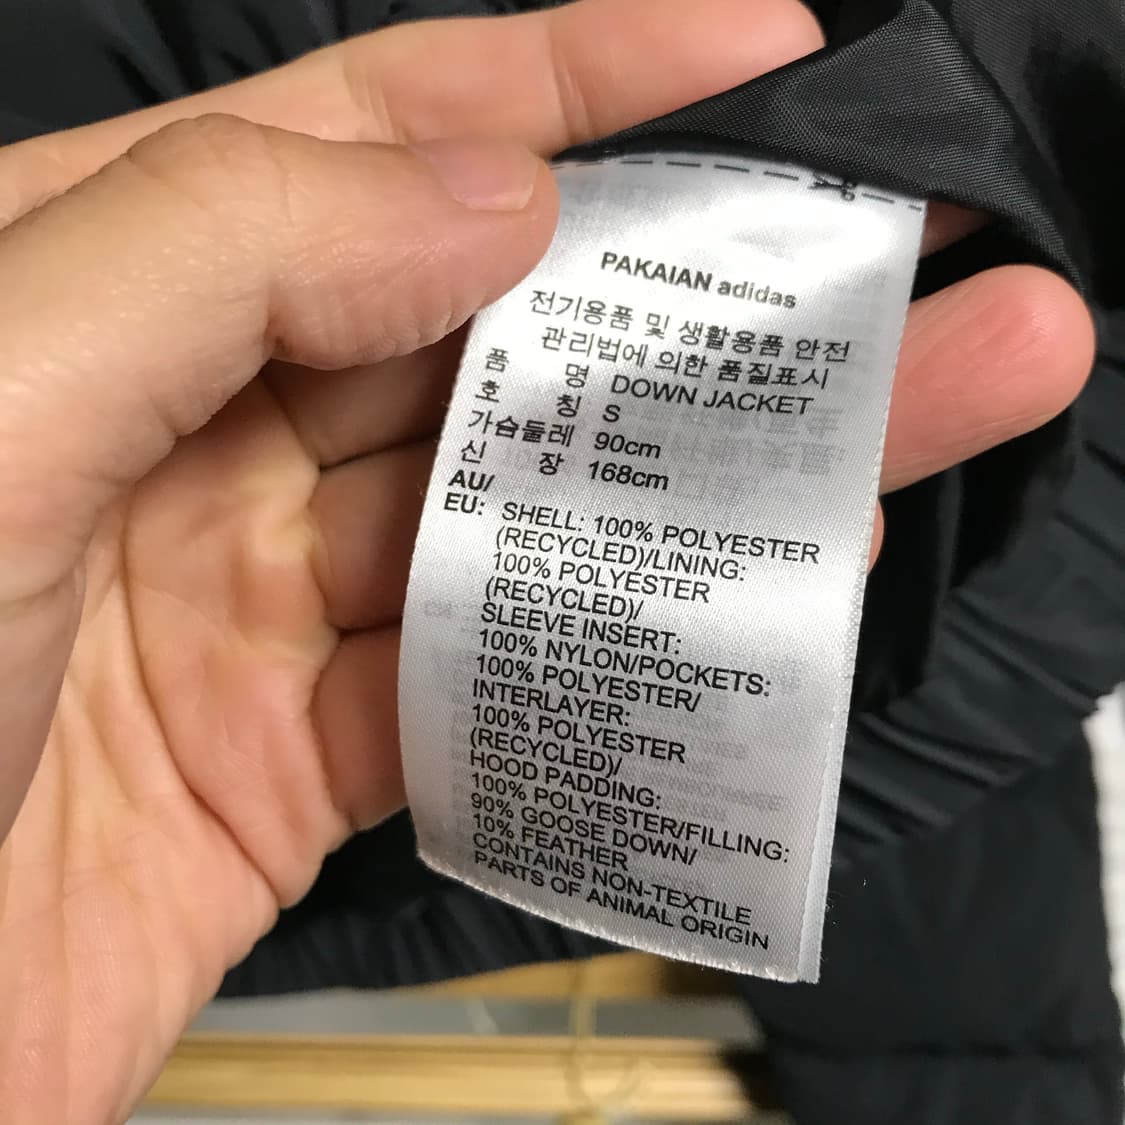 PAKAIAN adidas
전기용품 및 생활용품 안전
관리법에 의한 품질표시
품 명 DOWN JACKET
호 칭 S
가슴둘레 90cm
신 장 168cm
AU/
EU: SHELL: 100% POLYESTER
(RECYCLED)/LINING:
100% POLYESTER
(RECYCLED)/
SLEEVE INSERT:
100% NYLON/POCKETS:
100% POLYESTER/
INTERLAYER:
100% POLYESTER
(RECYCLED)/
HOOD PADDING:
100% POLYESTER/FILLING:
90% GOOSE DOWN/
10% FEATHER
CONTAINS NON-TEXTILE
PARTS OF ANIMAL ORIGIN